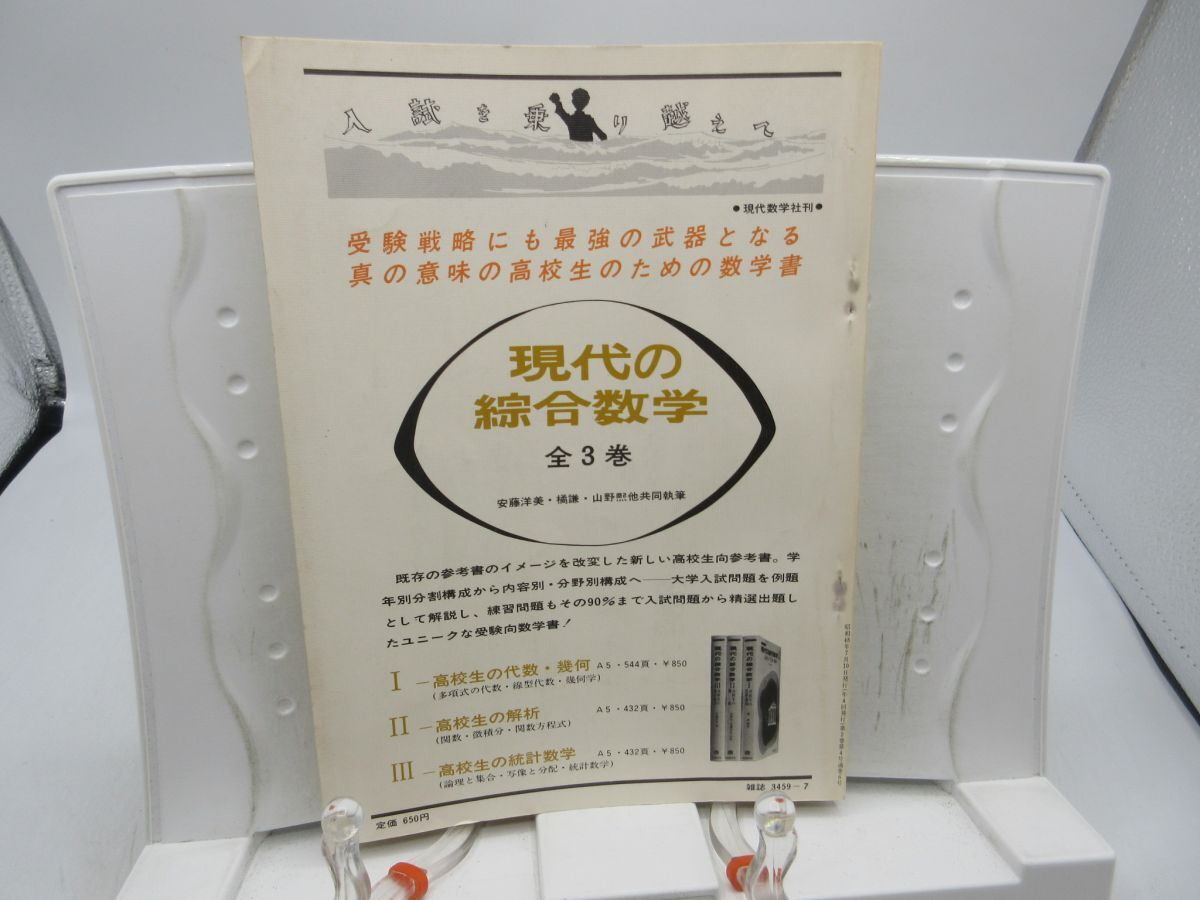 入試を乗り越えて
●現代数学社刊●
受験戦略にも最強の武器となる
真の意味の高校生のための数学書
現代の
綜合数学
全3巻
安藤洋美・橘謙・山野熙他共同執筆
既存の参考書のイメージを改変した新しい高校生向参考書。学
年別分割構成から内容別・分野別構成へ──大学入試問題を例題
として解説し、練習問題もその90%まで入試問題から精選出題し
たユニークな受験向数学書!
I—高校生の代数・幾何 A5・544頁・¥850
(多項式の代数・線型代数・幾何学)
II—高校生の解析 A5・432頁・¥850
(関数・微積分・関数方程式)
III—高校生の統計数学 A5・432頁・¥850
(論理と集合・写像と分配・統計数学)
定価 650円
雑誌 3459-7